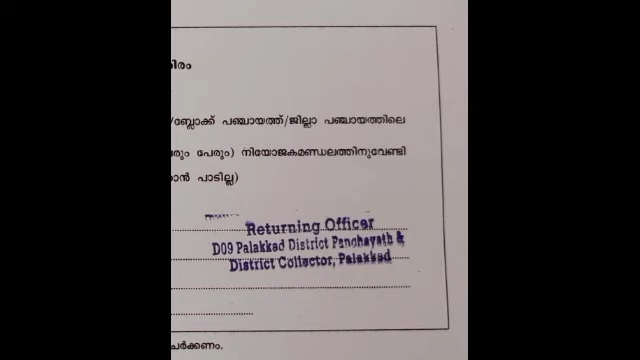 ിരം
/ബ്ലോക്ക് പഞ്ചായത്ത്/ജില്ലാ പഞ്ചായത്തിലെ
രും പേരും) നിയോജകമണ്ഡലത്തിനുവേണ്ടി
ാൻ പാടില്ല)
Returning Officer
D09 Palakkad District Panchayath &
District Collector, Palakkad
ചേർക്കണം.